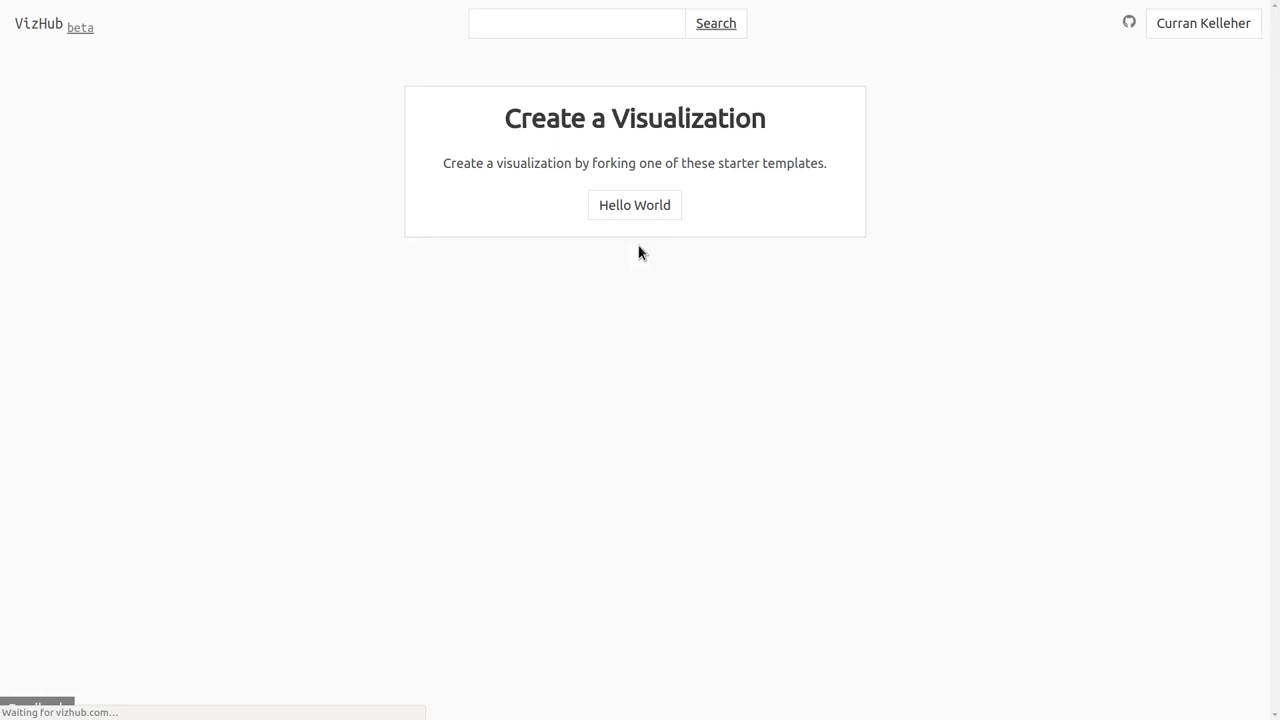 VizHub beta
Search
Curran Kelleher
Create a Visualization
Create a visualization by forking one of these starter templates.
Hello World
Waiting for vizhub.com...